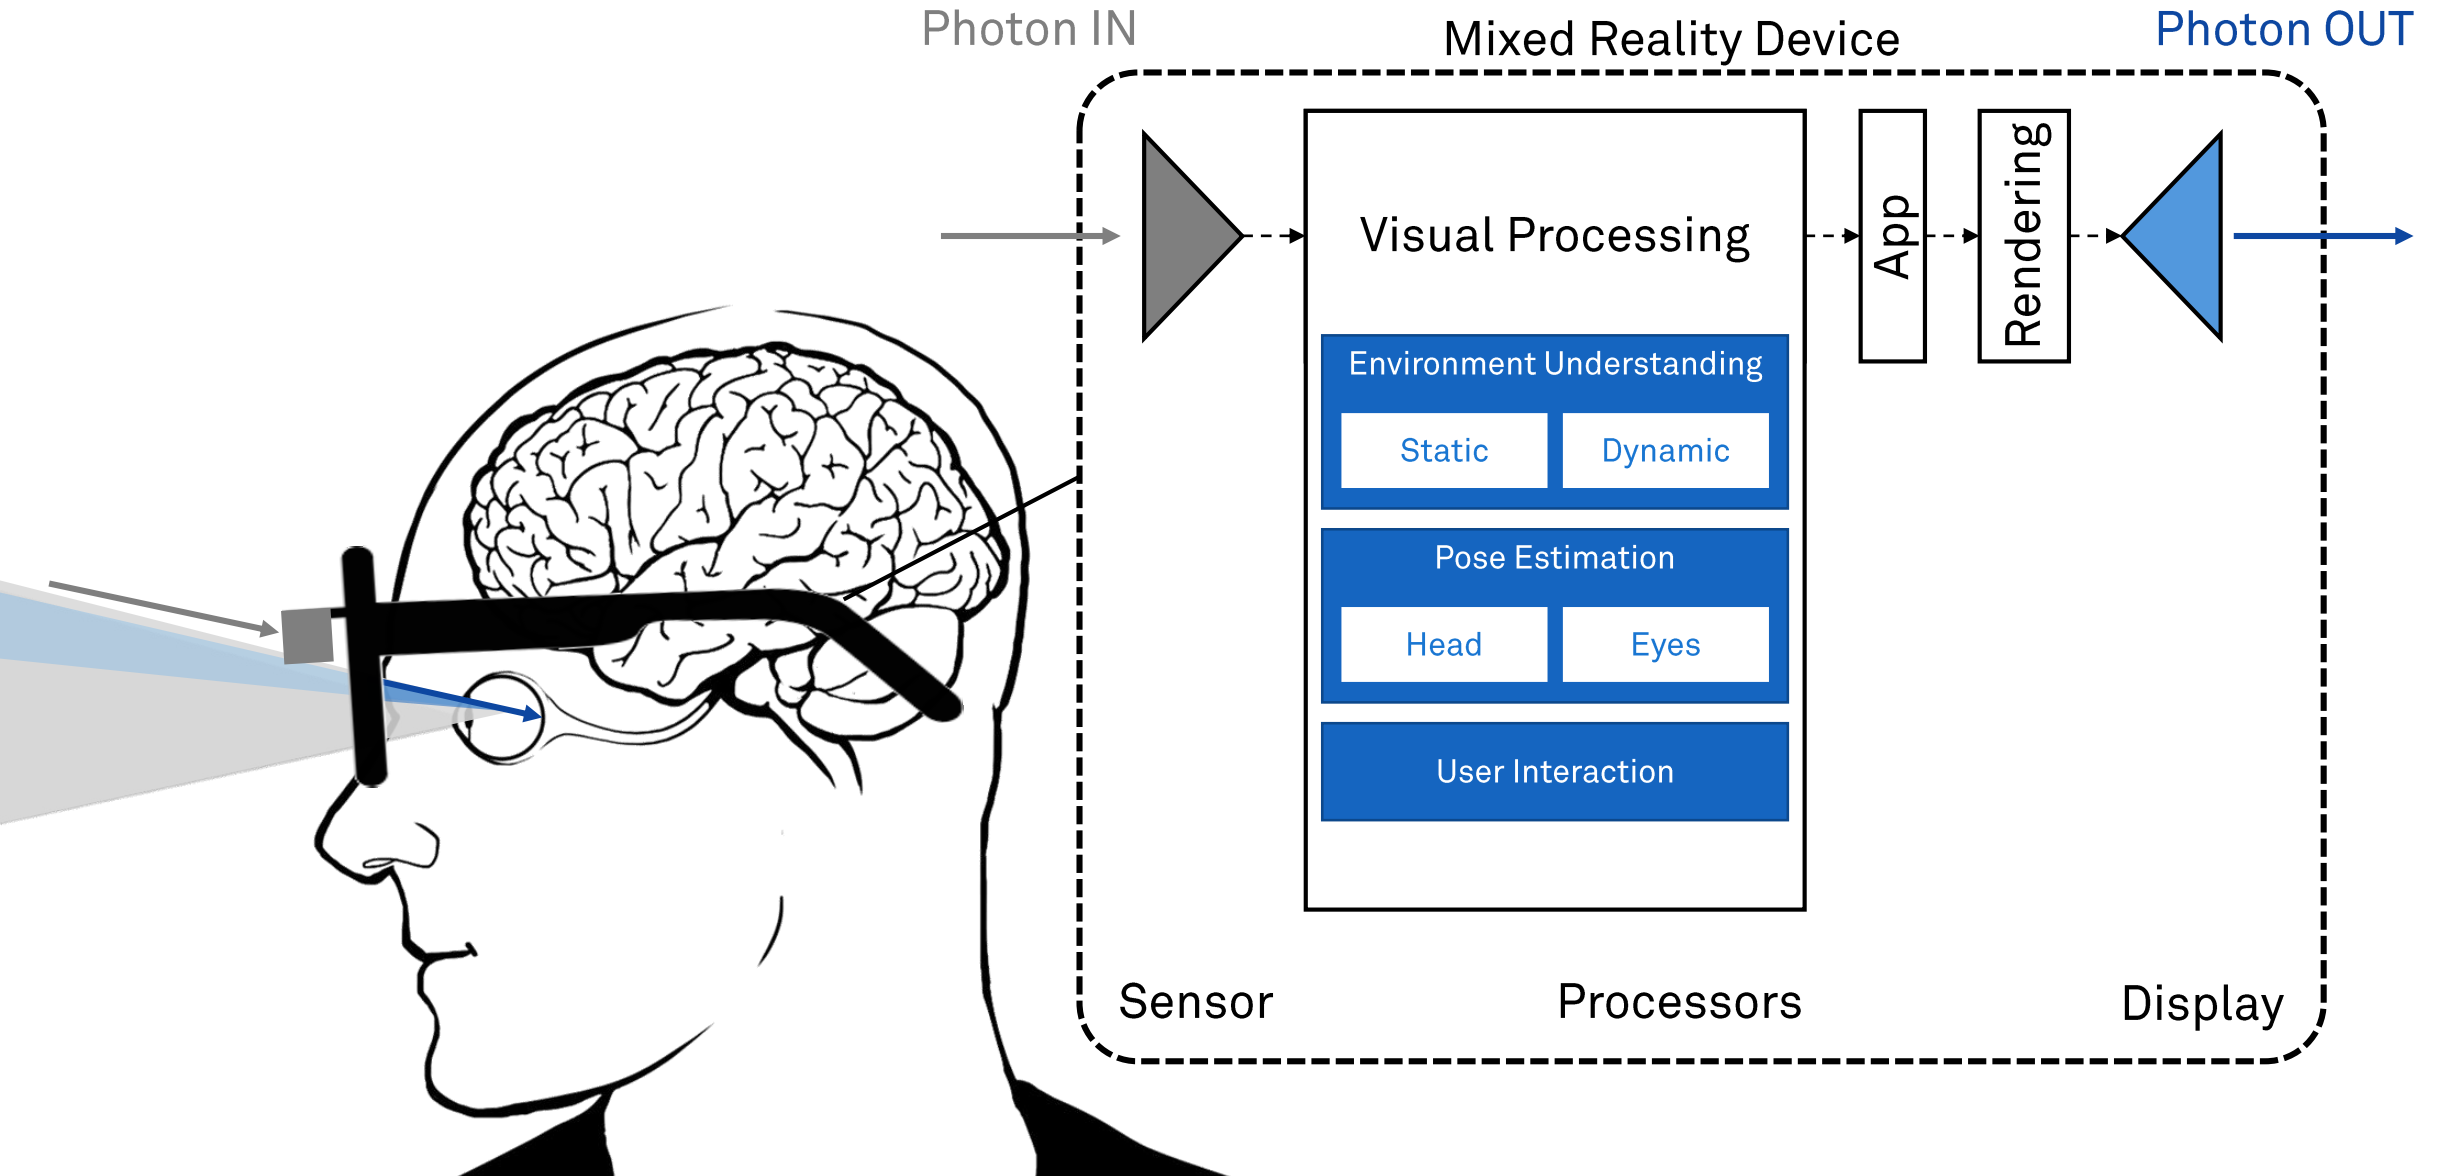 Photon IN
Mixed Reality Device
Photon OUT
Visual Processing
App
Rendering
Environment Understanding
Static
Dynamic
Pose Estimation
Head
Eyes
User Interaction
Sensor
Processors
Display